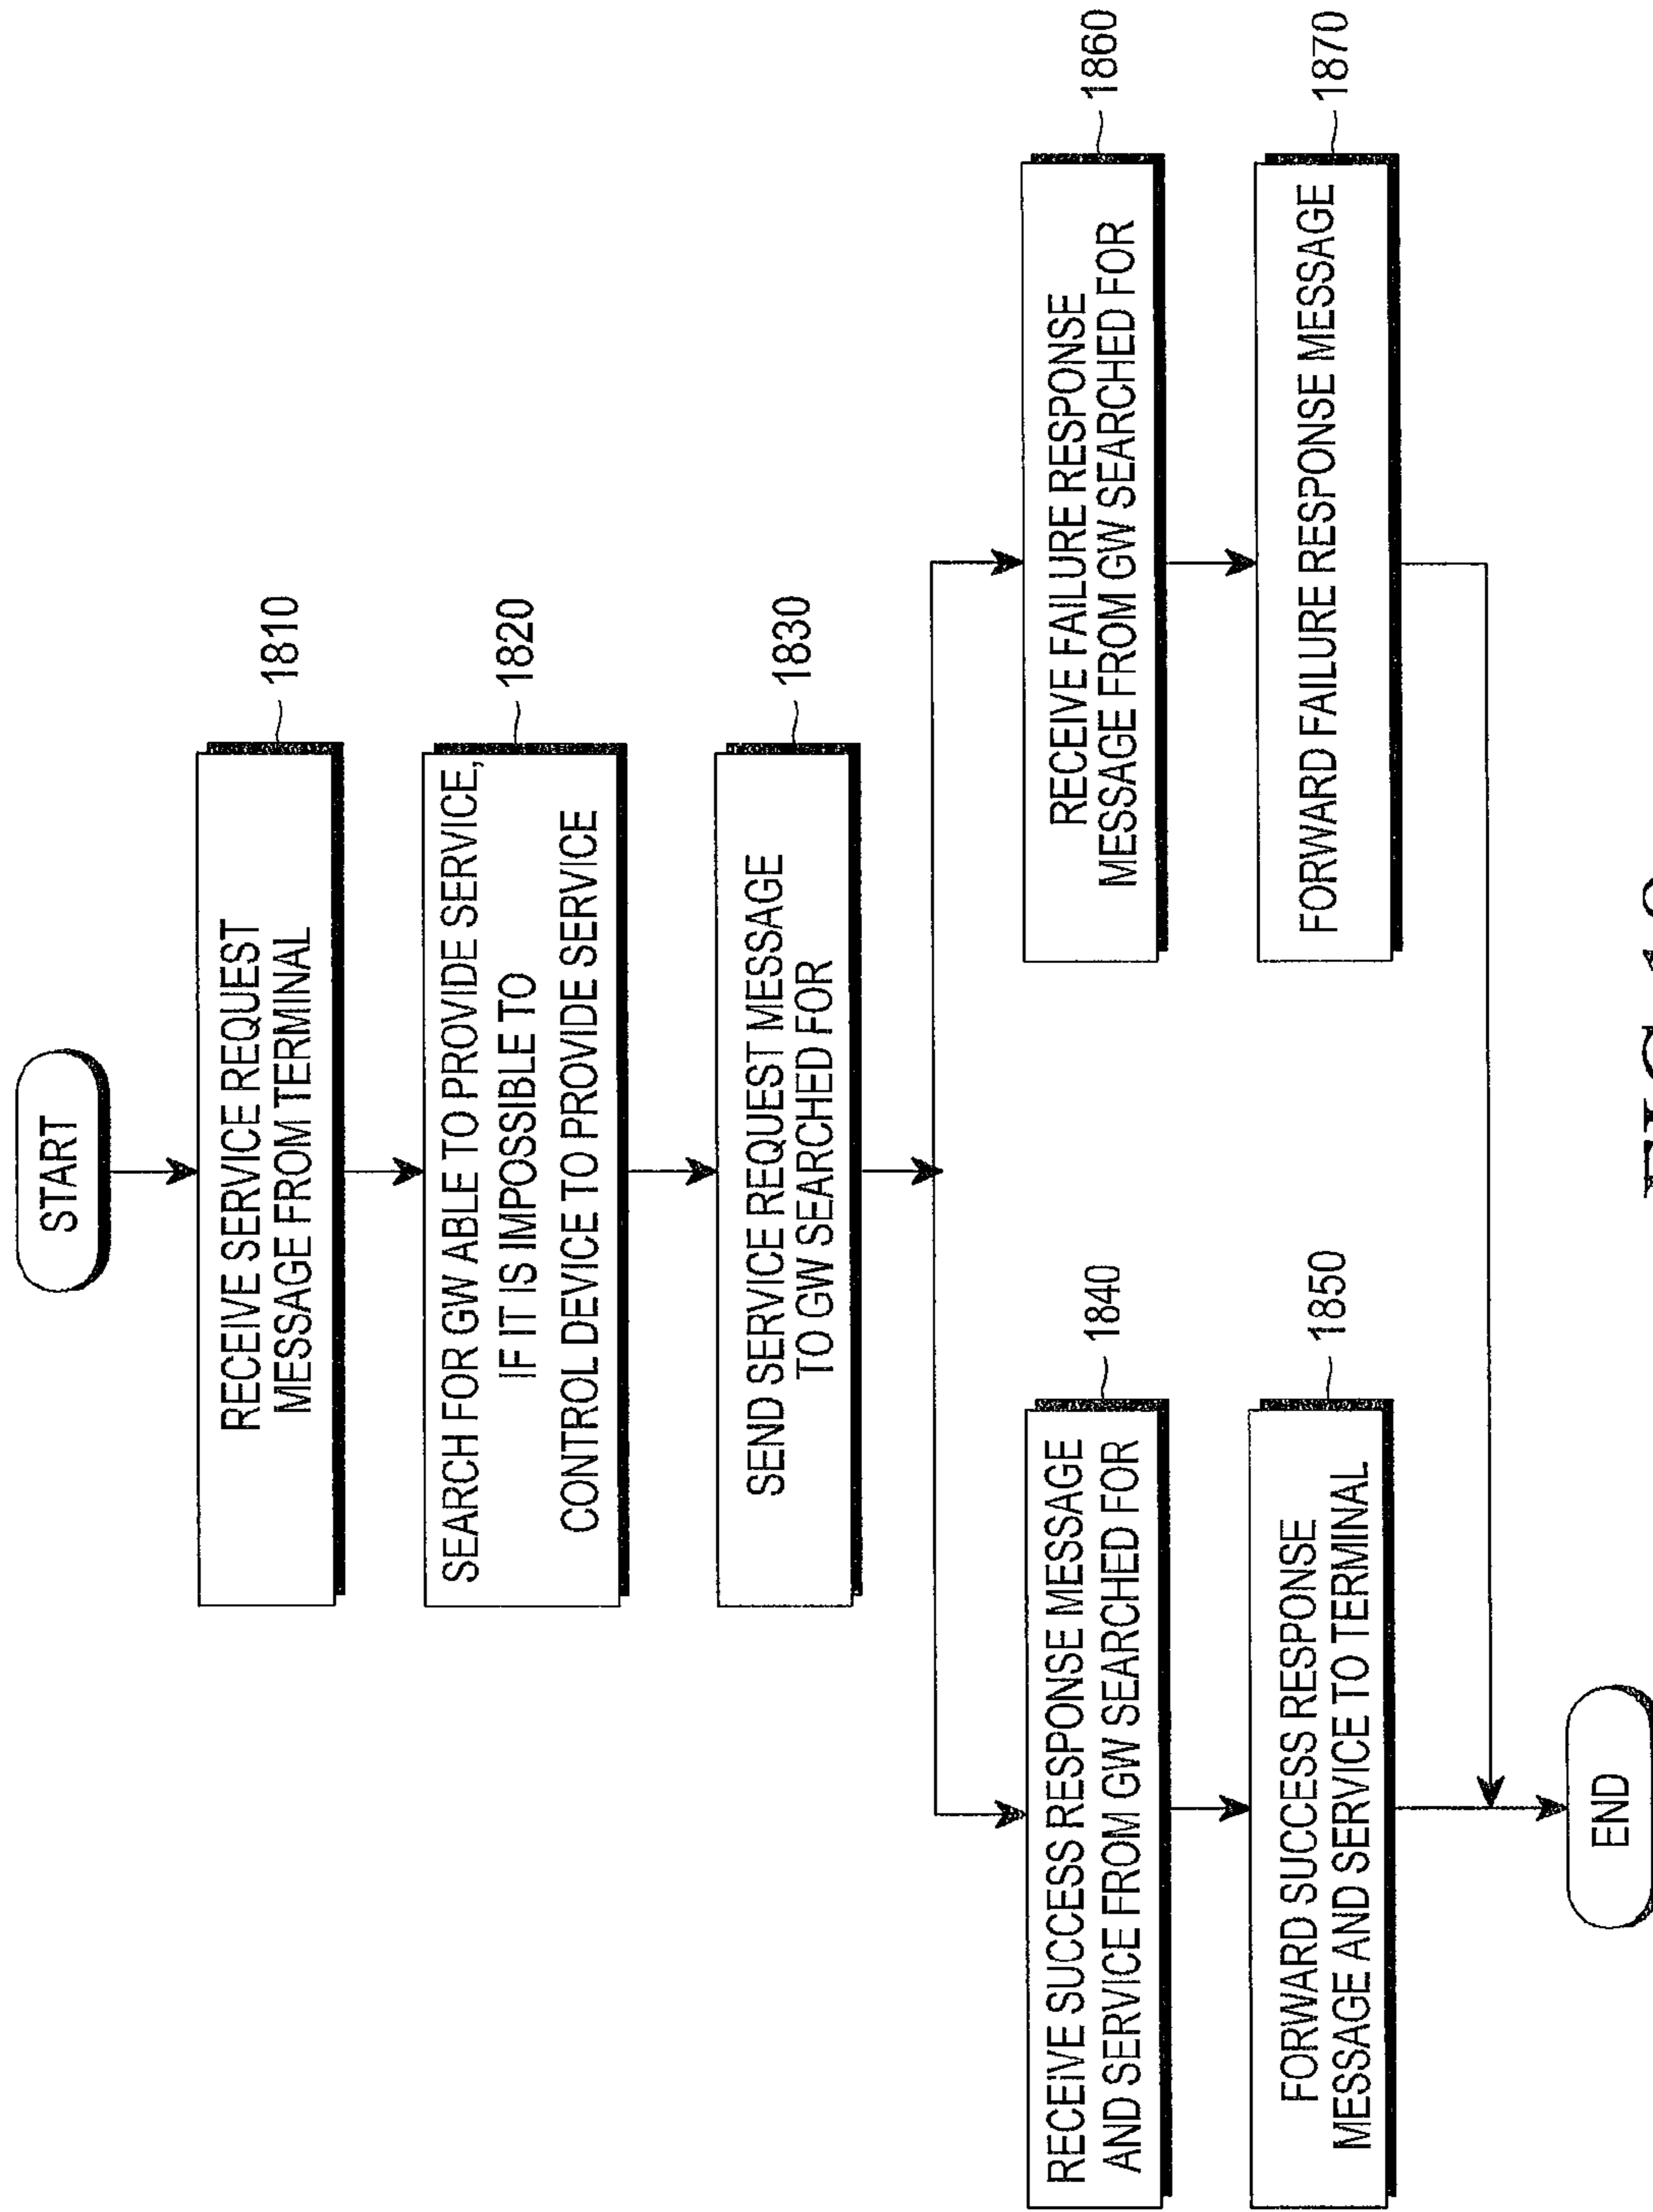 START
RECEIVE SERVICE REQUEST
MESSAGE FROM TERMINAL
1810
SEARCH FOR GW ABLE TO PROVIDE SERVICE,
IF IT IS IMPOSSIBLE TO
CONTROL DEVICE TO PROVIDE SERVICE
1820
SEND SERVICE REQUEST MESSAGE
TO GW SEARCHED FOR
1830
RECEIVE SUCCESS RESPONSE MESSAGE
AND SERVICE FROM GW SEARCHED FOR
1840
FORWARD SUCCESS RESPONSE
MESSAGE AND SERVICE TO TERMINAL
1850
RECEIVE FAILURE RESPONSE
MESSAGE FROM GW SEARCHED FOR
1860
FORWARD FAILURE RESPONSE MESSAGE
1870
END